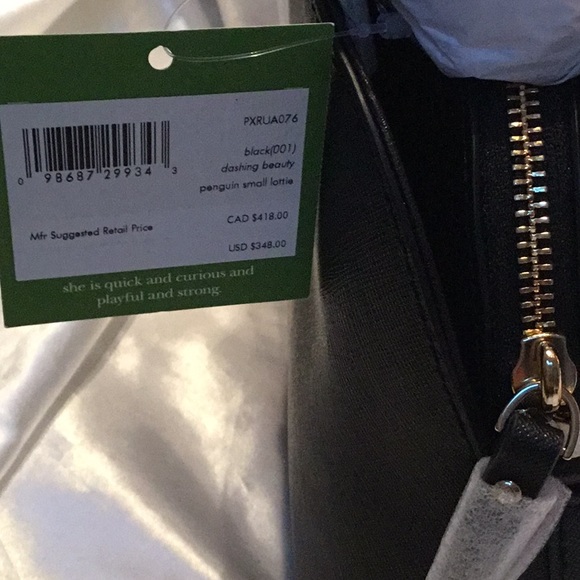 PXRUA076
black(001)
dashing beauty
penguin small lottie
0 98687 29934 3
CAD $418.00
Mfr Suggested Retail Price
USD $348.00
she is quick and curious and
playful and strong.